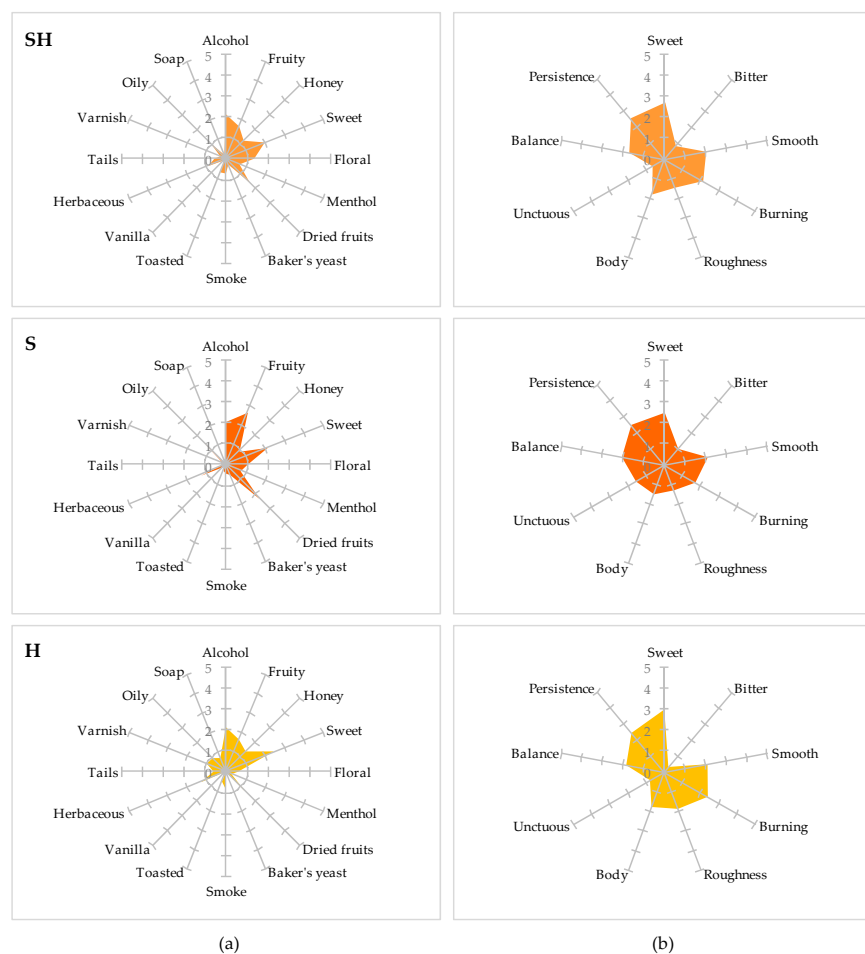 SH
Alcohol
Soap
Fruity
Oily
Honey
Varnish
Sweet
Tails
Floral
Herbaceous
Menthol
Vanilla
Dried fruits
Toasted
Baker's yeast
Smoke
5
4
3
2
1
0
Sweet
Persistence
Bitter
Balance
Smooth
Unctuous
Burning
Body
Roughness
5
4
3
2
1
0
S
Alcohol
Soap
Fruity
Oily
Honey
Varnish
Sweet
Tails
Floral
Herbaceous
Menthol
Vanilla
Dried fruits
Toasted
Baker's yeast
Smoke
5
4
3
2
1
0
Sweet
Persistence
Bitter
Balance
Smooth
Unctuous
Burning
Body
Roughness
5
4
3
2
1
0
H
Alcohol
Soap
Fruity
Oily
Honey
Varnish
Sweet
Tails
Floral
Herbaceous
Menthol
Vanilla
Dried fruits
Toasted
Baker's yeast
Smoke
5
4
3
2
1
0
Sweet
Persistence
Bitter
Balance
Smooth
Unctuous
Burning
Body
Roughness
5
4
3
2
1
0
(a)
(b)